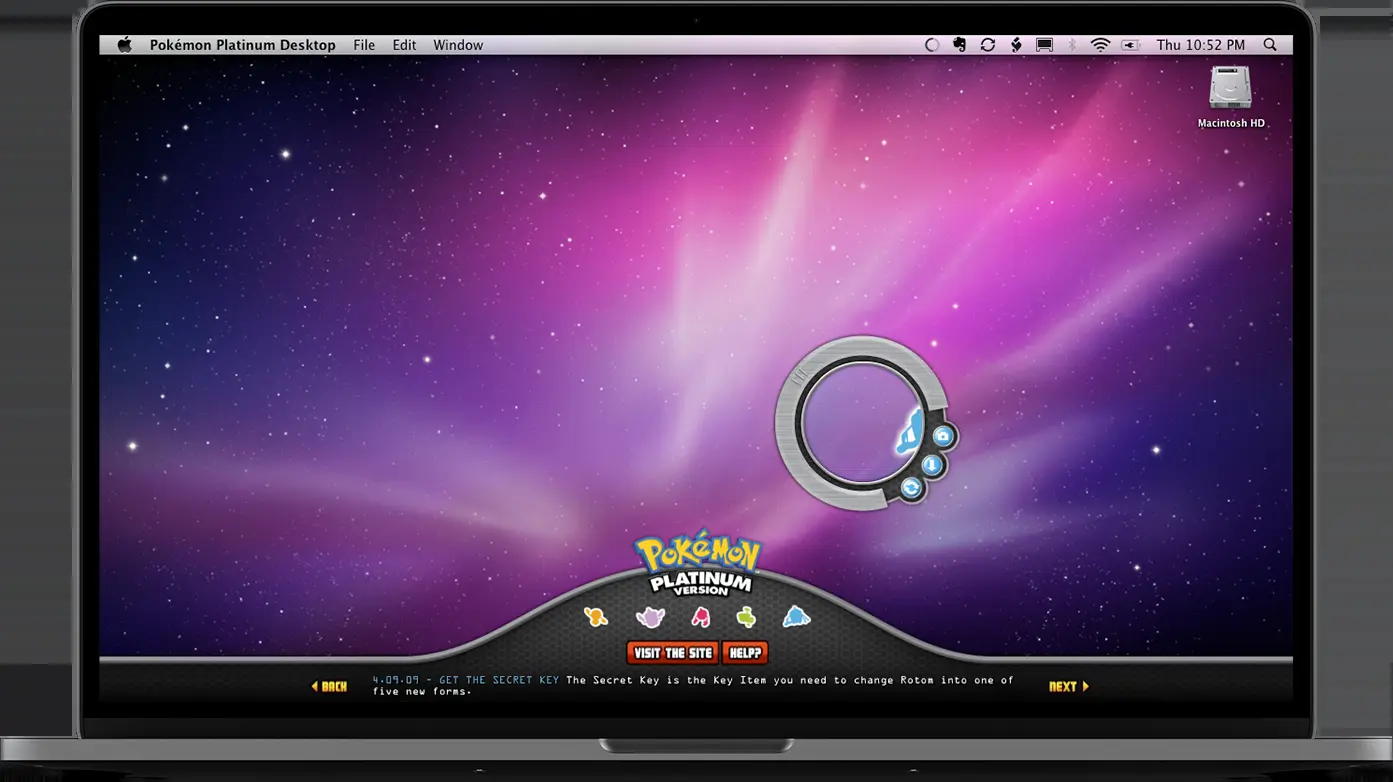 Pokémon Platinum Desktop File Edit Window Thu 10:52 PM
Macintosh HD
POKéMON
PLATINUM
VERSION
VISIT THE SITE HELP?
BACK 4.09.09 - GET THE SECRET KEY The Secret Key is the Key Item you need to change Rotom into one of NEXT
five new forms.